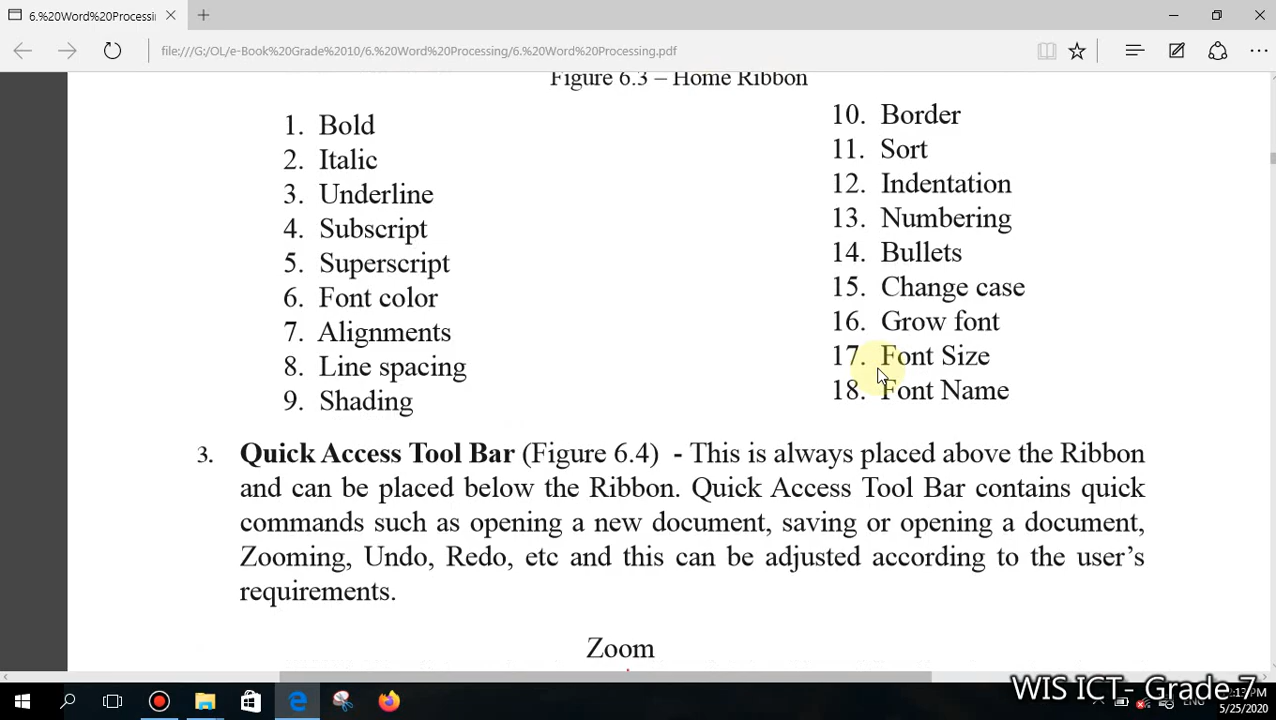 6.%20Word%20Processi
file:///G:/OL/e-Book%20Grade%2010/6.%20Word%20Processing/6.%20Word%20Processing.pdf
Figure 6.3 – Home Ribbon
1. Bold
2. Italic
3. Underline
4. Subscript
5. Superscript
6. Font color
7. Alignments
8. Line spacing
9. Shading
10. Border
11. Sort
12. Indentation
13. Numbering
14. Bullets
15. Change case
16. Grow font
17. Font Size
18. Font Name
3. Quick Access Tool Bar (Figure 6.4) - This is always placed above the Ribbon
and can be placed below the Ribbon. Quick Access Tool Bar contains quick
commands such as opening a new document, saving or opening a document,
Zooming, Undo, Redo, etc and this can be adjusted according to the user’s
requirements.
Zoom
WIS ICT- Grade 7
5/25/2020